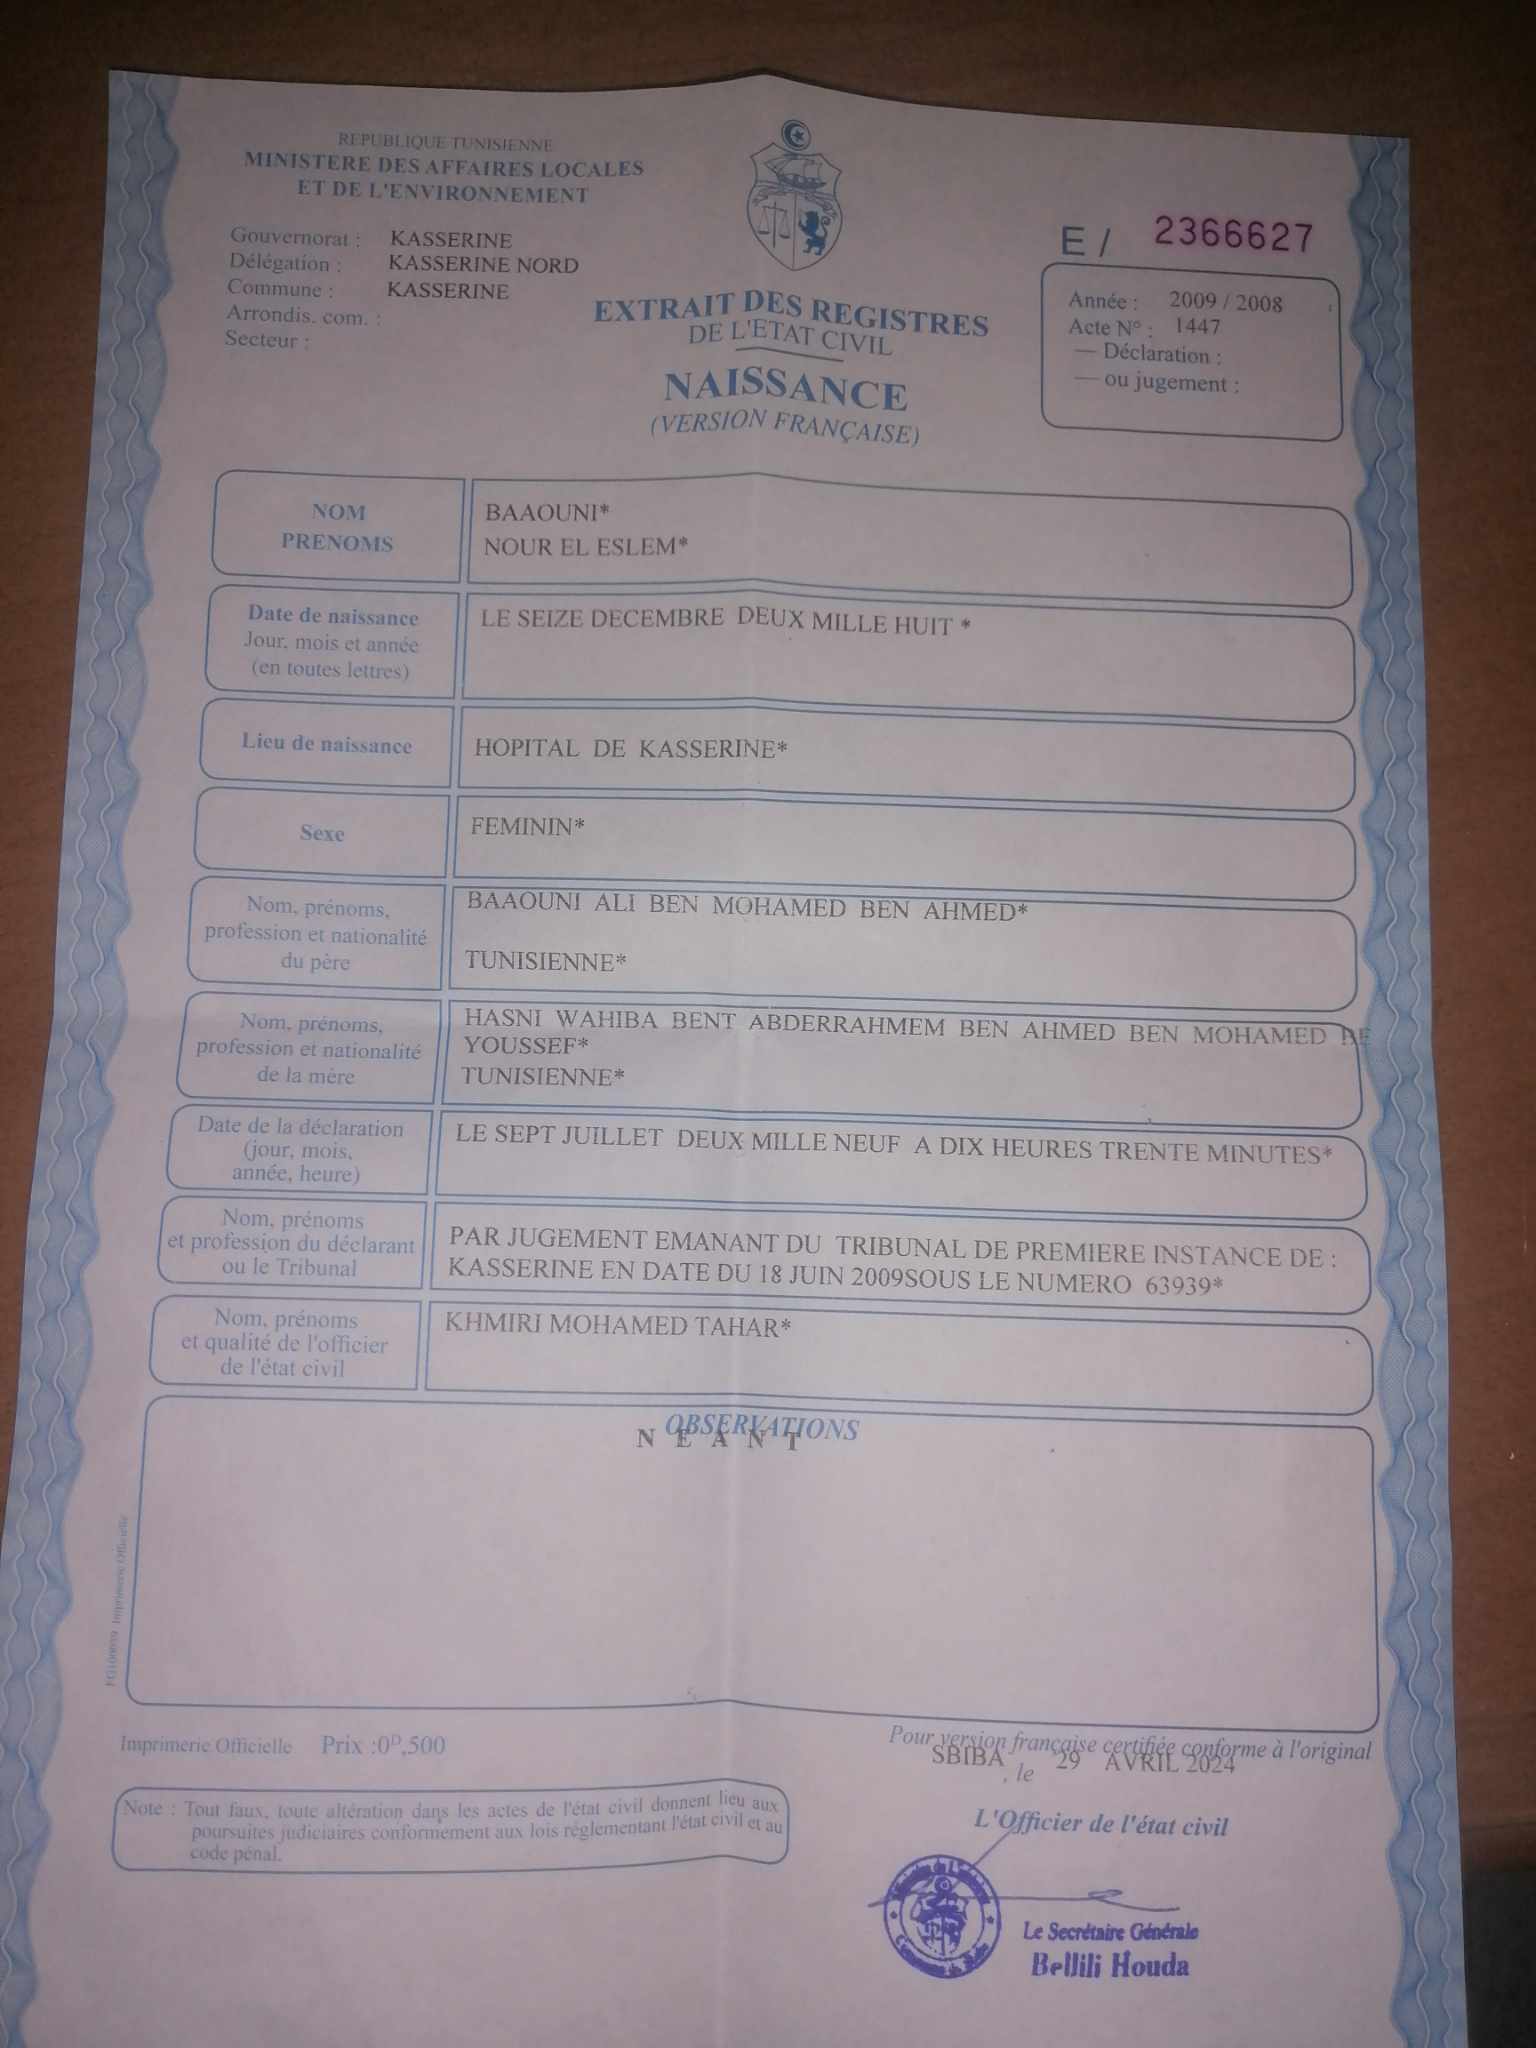 REPUBLIQUE TUNISIENNE
MINISTERE DES AFFAIRES LOCALES
ET DE L'ENVIRONNEMENT
Gouvernorat : KASSERINE
Délégation : KASSERINE NORD
Commune : KASSERINE
Arrondis. com. :
Secteur :
EXTRAIT DES REGISTRES
DE L'ETAT CIVIL
NAISSANCE
(VERSION FRANÇAISE)
E / 2366627
Année : 2009 / 2008
Acte N° : 1447
— Déclaration :
— ou jugement :
NOM
PRENOMS
BAAOUNI*
NOUR EL ESLEM*
Date de naissance
Jour, mois et année
(en toutes lettres)
LE SEIZE DECEMBRE DEUX MILLE HUIT *
Lieu de naissance
HOPITAL DE KASSERINE*
Sexe
FEMININ*
Nom, prénoms,
profession et nationalité
du père
BAAOUNI ALI BEN MOHAMED BEN AHMED*
TUNISIENNE*
Nom, prénoms,
profession et nationalité
de la mère
HASNI WAHIBA BENT ABDERRAHMEM BEN AHMED BEN MOHAMED BE
YOUSSEF*
TUNISIENNE*
Date de la déclaration
(jour, mois,
année, heure)
LE SEPT JUILLET DEUX MILLE NEUF A DIX HEURES TRENTE MINUTES*
Nom, prénoms
et profession du déclarant
ou le Tribunal
PAR JUGEMENT EMANANT DU TRIBUNAL DE PREMIERE INSTANCE DE :
KASSERINE EN DATE DU 18 JUIN 2009SOUS LE NUMERO 63939*
Nom, prénoms
et qualité de l'officier
de l'état civil
KHMIRI MOHAMED TAHAR*
OBSERVATIONS
N E A N T
Imprimerie Officielle
Imprimerie Officielle Prix :0D,500
Pour version française certifiée conforme à l'original
SBIBA , le 29 AVRIL 2024
Note : Tout faux, toute altération dans les actes de l'état civil donnent lieu aux
poursuites judiciaires conformement aux lois réglementant l'état civil et au
code pénal.
L'Officier de l'état civil
Le Secrétaire Générale
Bellili Houda